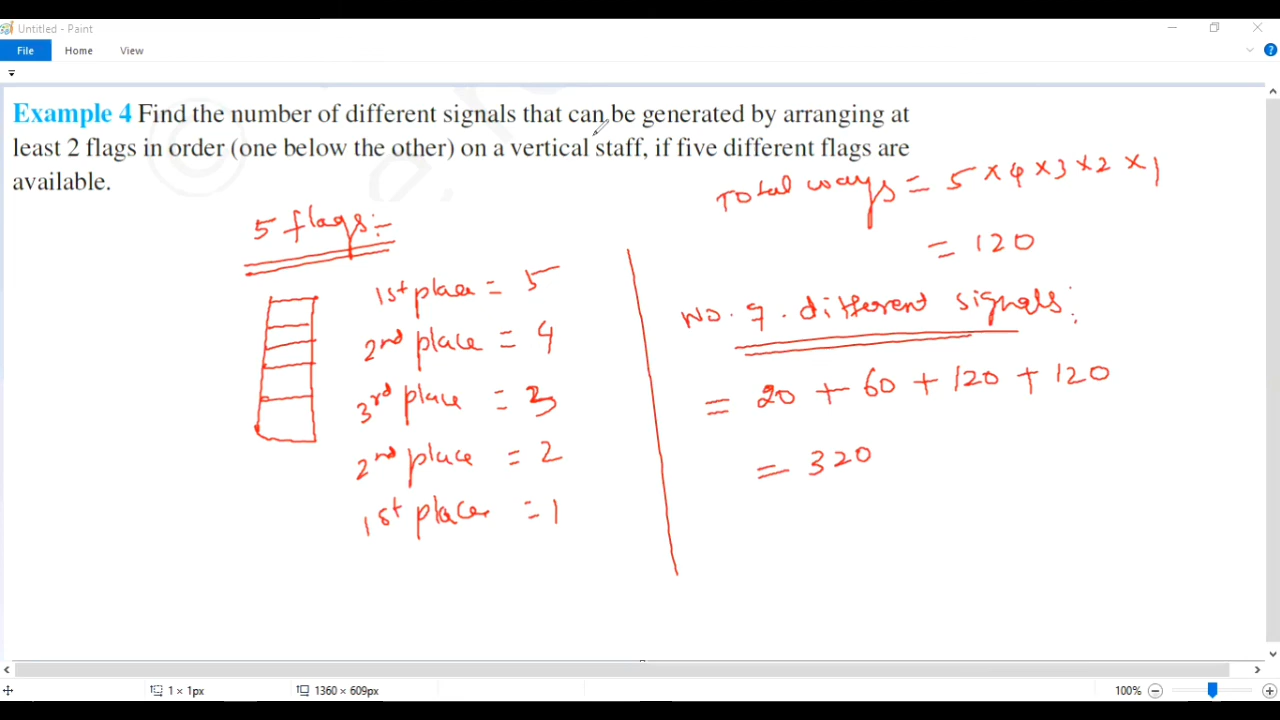 Untitled - Paint
File Home View
Example 4 Find the number of different signals that can be generated by arranging at
least 2 flags in order (one below the other) on a vertical staff, if five different flags are
available.
5 flags:-
1st place = 5
2nd place = 4
3rd place = 3
2nd place = 2
1st place = 1
Total ways = 5 × 4 × 3 × 2 × 1
= 120
No. of. different signals:
= 20 + 60 + 120 + 120
= 320
1 × 1px
1360 × 609px
100%